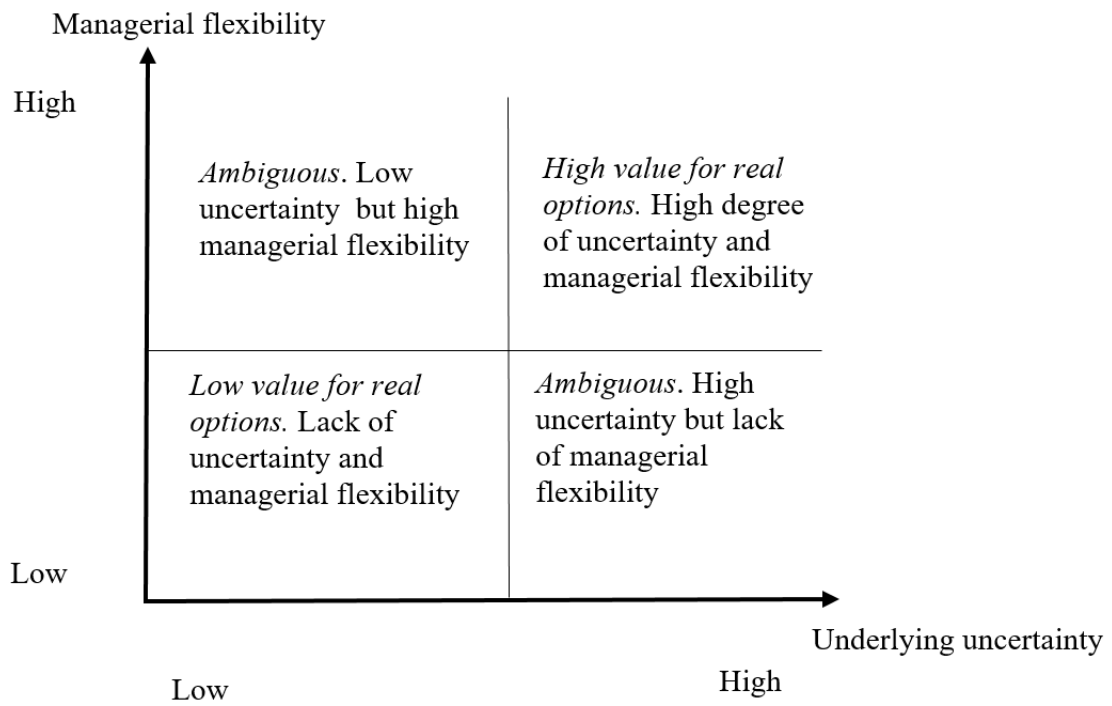 Managerial flexibility
High
Ambiguous. Low
uncertainty but high
managerial flexibility
High value for real
options. High degree
of uncertainty and
managerial flexibility
Low value for real
options. Lack of
uncertainty and
managerial flexibility
Ambiguous. High
uncertainty but lack
of managerial
flexibility
Low
Underlying uncertainty
Low
High